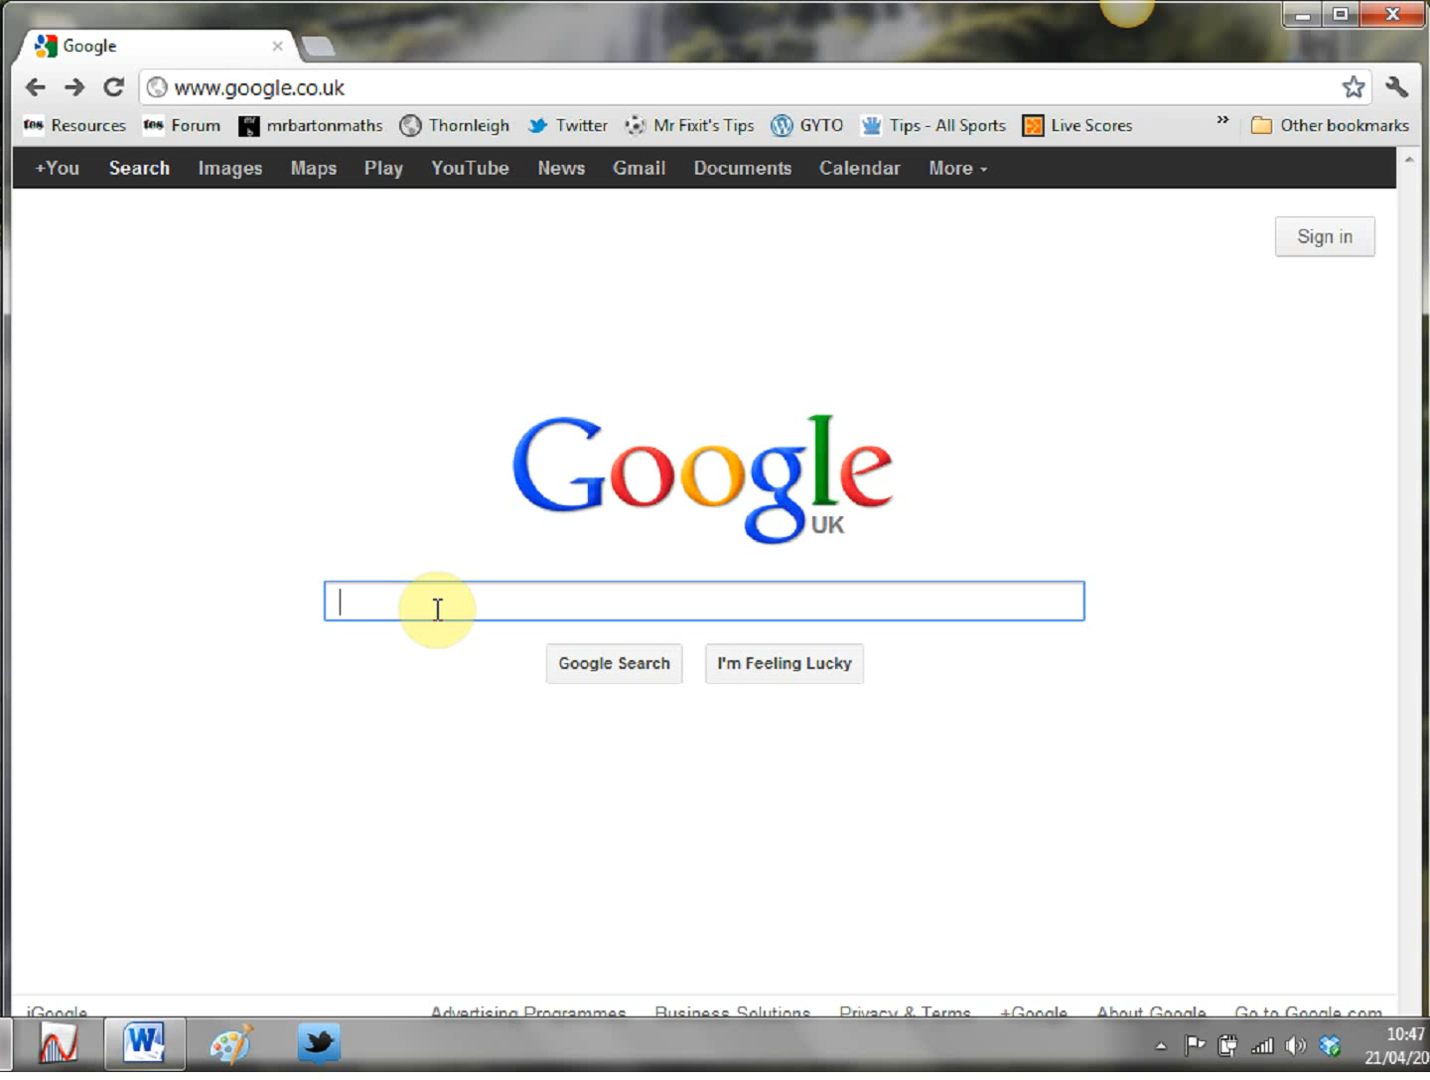 Google
www.google.co.uk
tes Resources tes Forum mrbartonmaths Thornleigh Twitter Mr Fixit's Tips GYTO Tips - All Sports Live Scores » Other bookmarks
+You Search Images Maps Play YouTube News Gmail Documents Calendar More
Sign in
Google
UK
Google Search I'm Feeling Lucky
iGoogle Advertising Programmes Business Solutions Privacy & Terms +Google About Google Go to Google.com
10:47
21/04/20